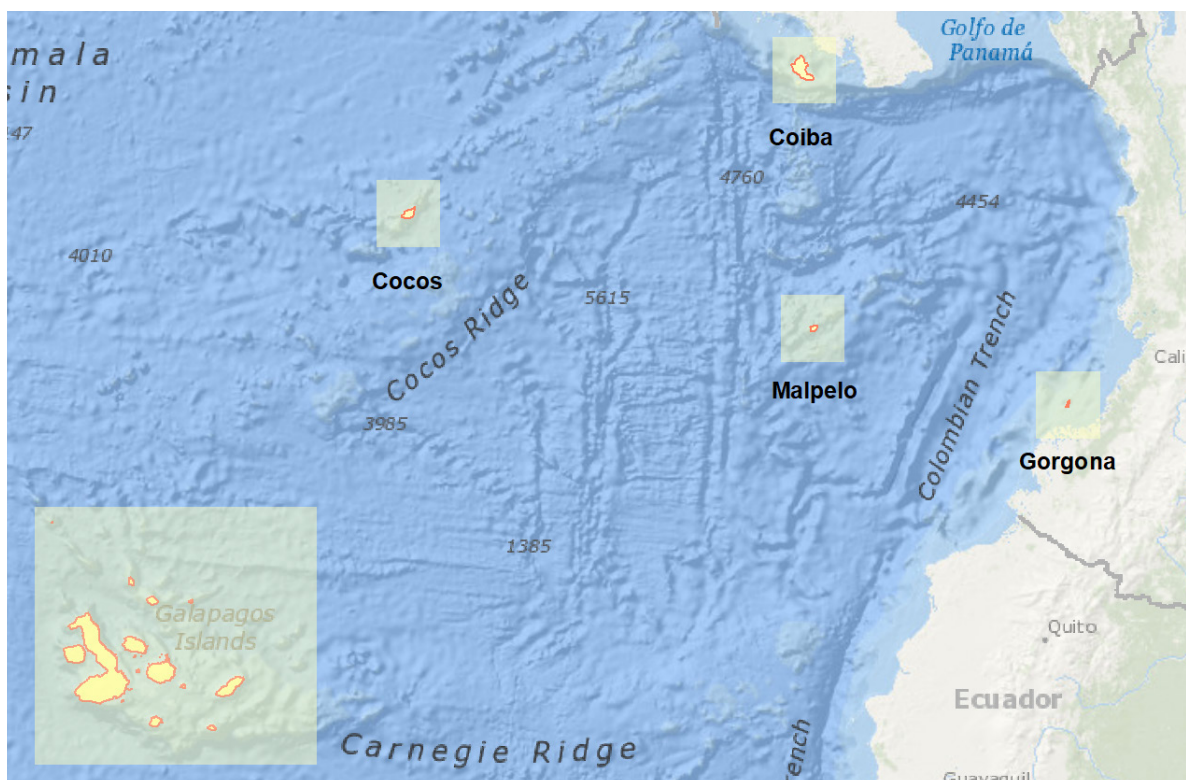 Golfo de
Panamá
mala
sin
47
Coiba
4760
4454
4010
Cocos
5615
Cocos Ridge
Malpelo
Colombian Trench
Cali
3985
Gorgona
1385
Galapagos
Islands
Quito
Ecuador
Carnegie Ridge
rench
Guayaquil